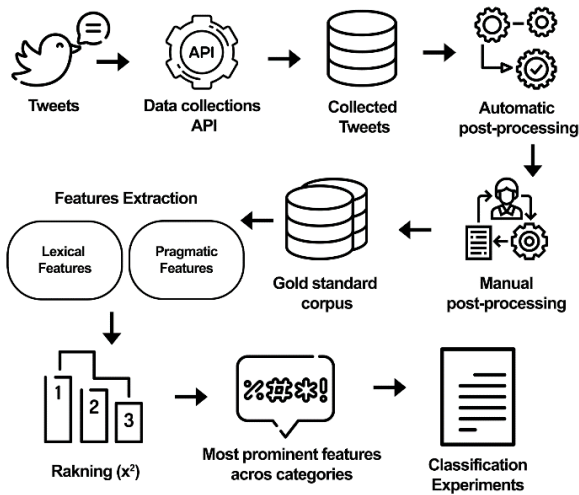 Tweets
API
Data collections
API
Collected
Tweets
Automatic
post-processing
Features Extraction
Lexical
Features
Pragmatic
Features
Gold standard
corpus
Manual
post-processing
1
2
3
Rakning (x²)
%#*!
Most prominent features
acros categories
Classification
Experiments